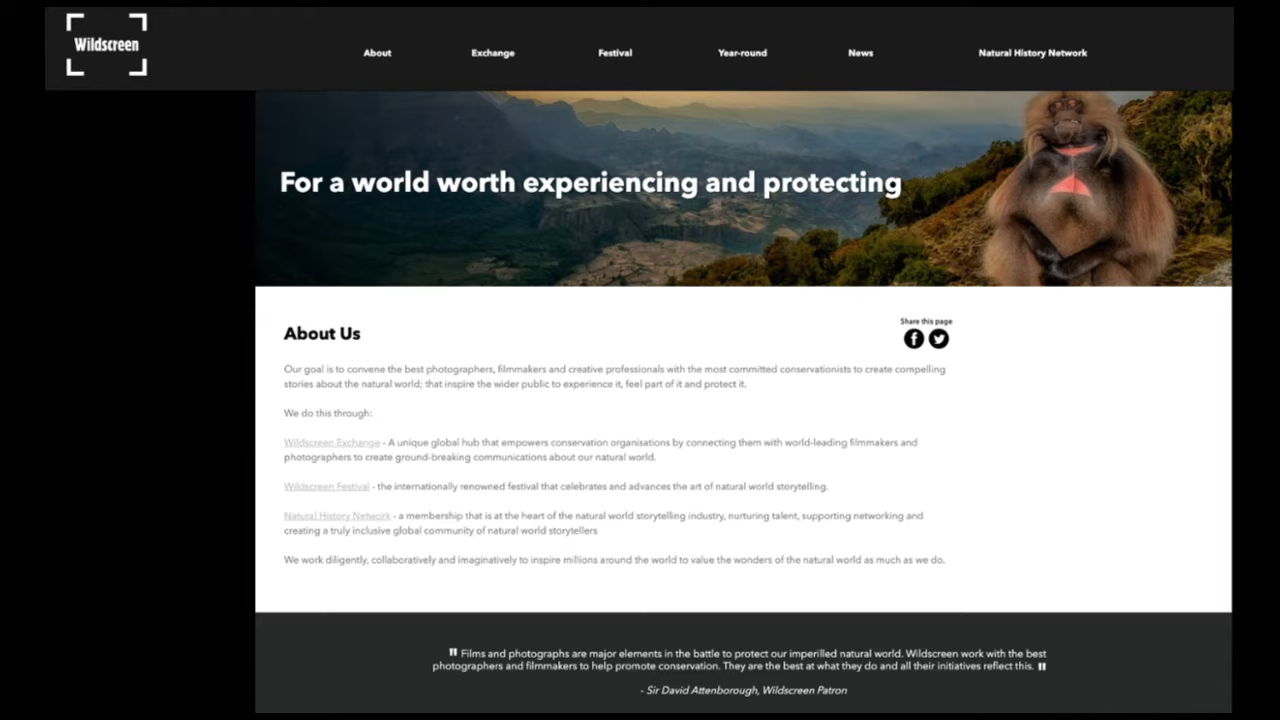 Wildscreen
About Exchange Festival Year-round News Natural History Network
For a world worth experiencing and protecting
About Us
Share this page
Our goal is to convene the best photographers, filmmakers and creative professionals with the most committed conservationists to create compelling
stories about the natural world; that inspire the wider public to experience it, feel part of it and protect it.
We do this through:
Wildscreen Exchange - A unique global hub that empowers conservation organisations by connecting them with world-leading filmmakers and
photographers to create ground-breaking communications about our natural world.
Wildscreen Festival - the internationally renowned festival that celebrates and advances the art of natural world storytelling.
Natural History Network - a membership that is at the heart of the natural world storytelling industry, nurturing talent, supporting networking and
creating a truly inclusive global community of natural world storytellers
We work diligently, collaboratively and imaginatively to inspire millions around the world to value the wonders of the natural world as much as we do.
" Films and photographs are major elements in the battle to protect our imperilled natural world. Wildscreen work with the best
photographers and filmmakers to help promote conservation. They are the best at what they do and all their initiatives reflect this. "
- Sir David Attenborough, Wildscreen Patron